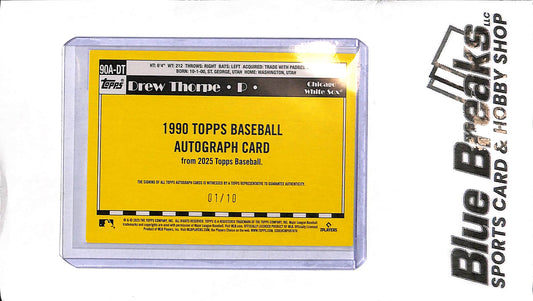 90A-DT
HT: 6'4" WT: 212 THROWS: RIGHT BATS: LEFT ACQUIRED: TRADE WITH PADRES
BORN: 10-1-00, ST. GEORGE, UTAH HOME: WASHINGTON, UTAH
Topps
Drew Thorpe · P ·
Chicago
White Sox
1990 TOPPS BASEBALL
AUTOGRAPH CARD
from 2025 Topps Baseball.
THE SIGNING OF ALL TOPPS AUTOGRAPH CARDS IS WITNESSED BY A TOPPS REPRESENTATIVE TO GUARANTEE AUTHENTICITY.
01/10
PLAYERS
Blue Breaks LLC
SPORTS CARD & HOBBY SHOP